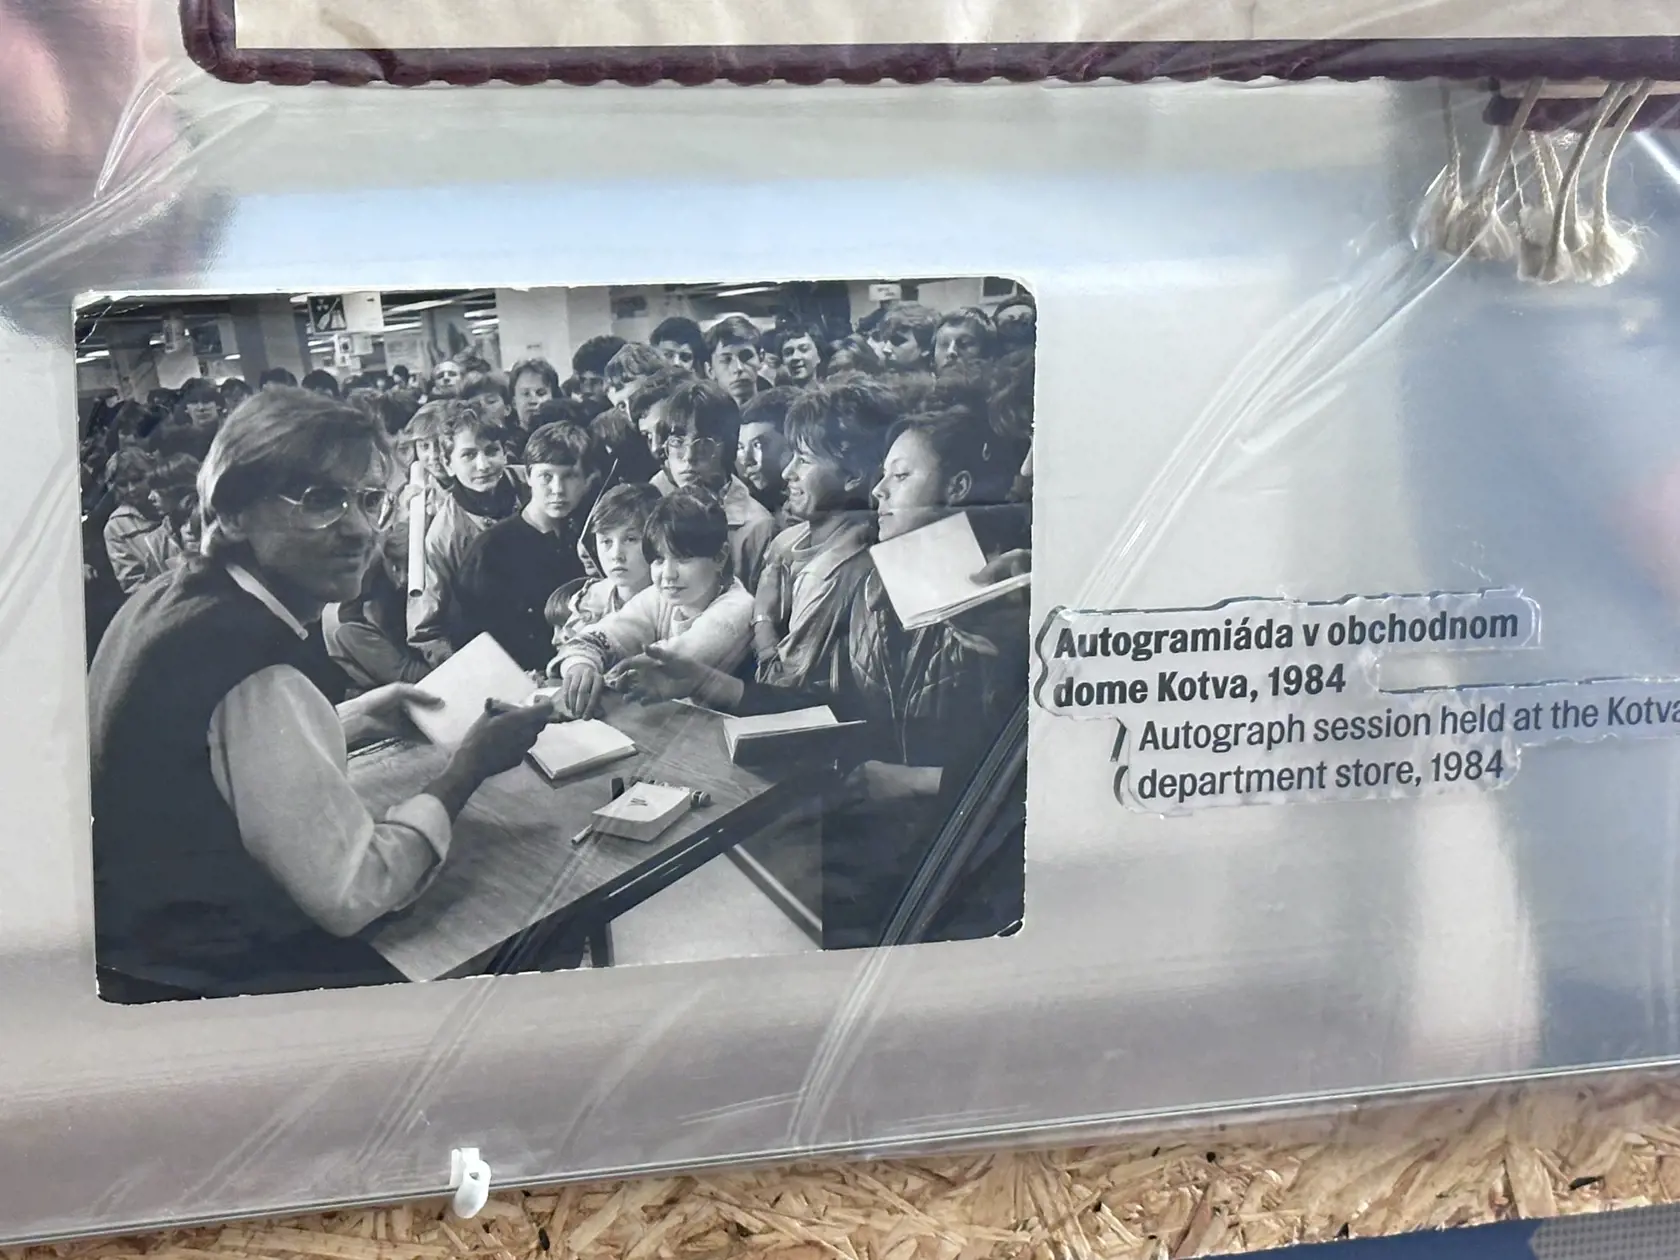 Autogramiáda v obchodnom
dome Kotva, 1984
Autograph session held at the Kotva
department store, 1984